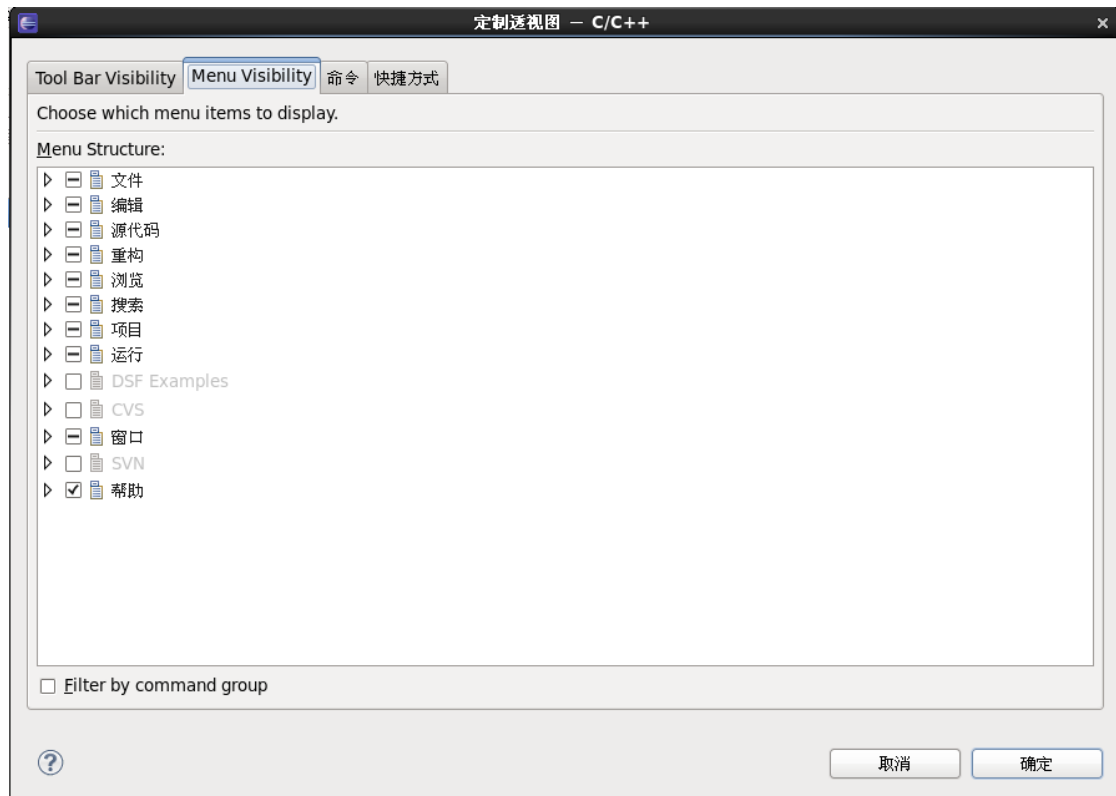 定制透视图 — C/C++
Tool Bar Visibility Menu Visibility 命令 快捷方式
Choose which menu items to display.
Menu Structure:
文件
编辑
源代码
重构
浏览
搜索
项目
运行
DSF Examples
CVS
窗口
SVN
帮助
Filter by command group
取消 确定